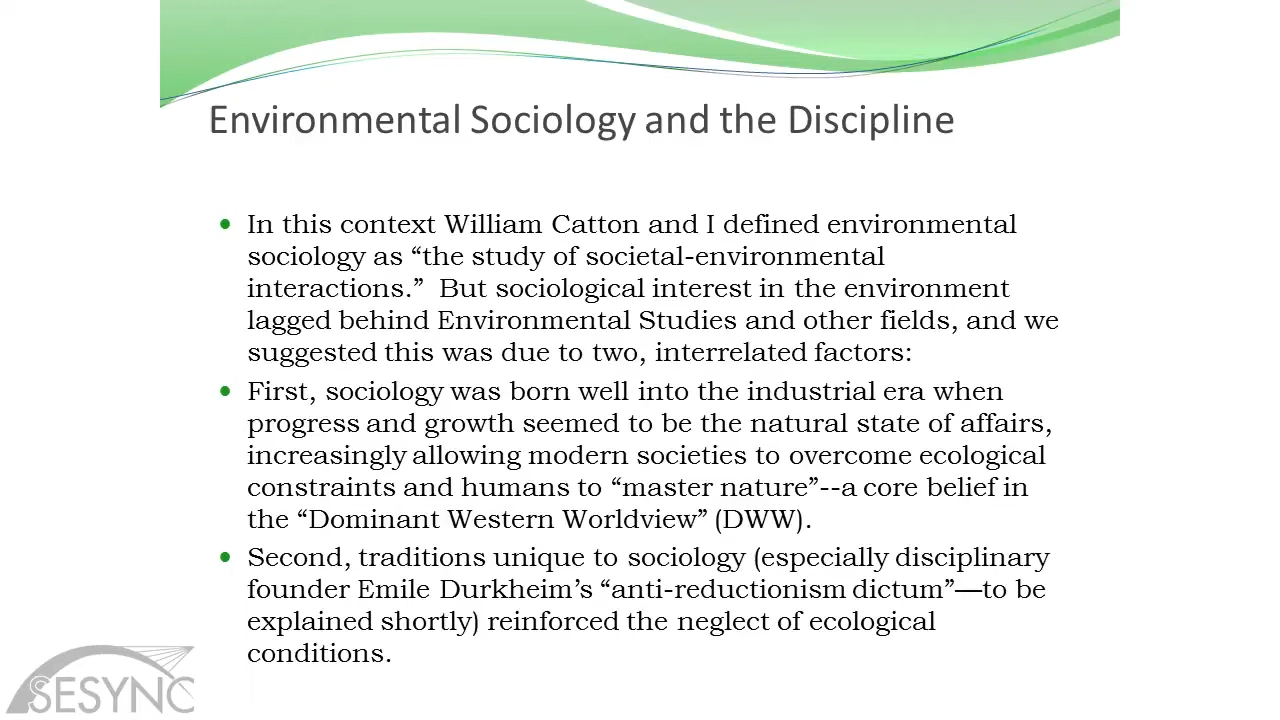 Environmental Sociology and the Discipline
• In this context William Catton and I defined environmental
sociology as “the study of societal-environmental
interactions.”  But sociological interest in the environment
lagged behind Environmental Studies and other fields, and we
suggested this was due to two, interrelated factors:
• First, sociology was born well into the industrial era when
progress and growth seemed to be the natural state of affairs,
increasingly allowing modern societies to overcome ecological
constraints and humans to “master nature”--a core belief in
the “Dominant Western Worldview” (DWW).
• Second, traditions unique to sociology (especially disciplinary
founder Emile Durkheim’s “anti-reductionism dictum”—to be
explained shortly) reinforced the neglect of ecological
conditions.
SESYNC